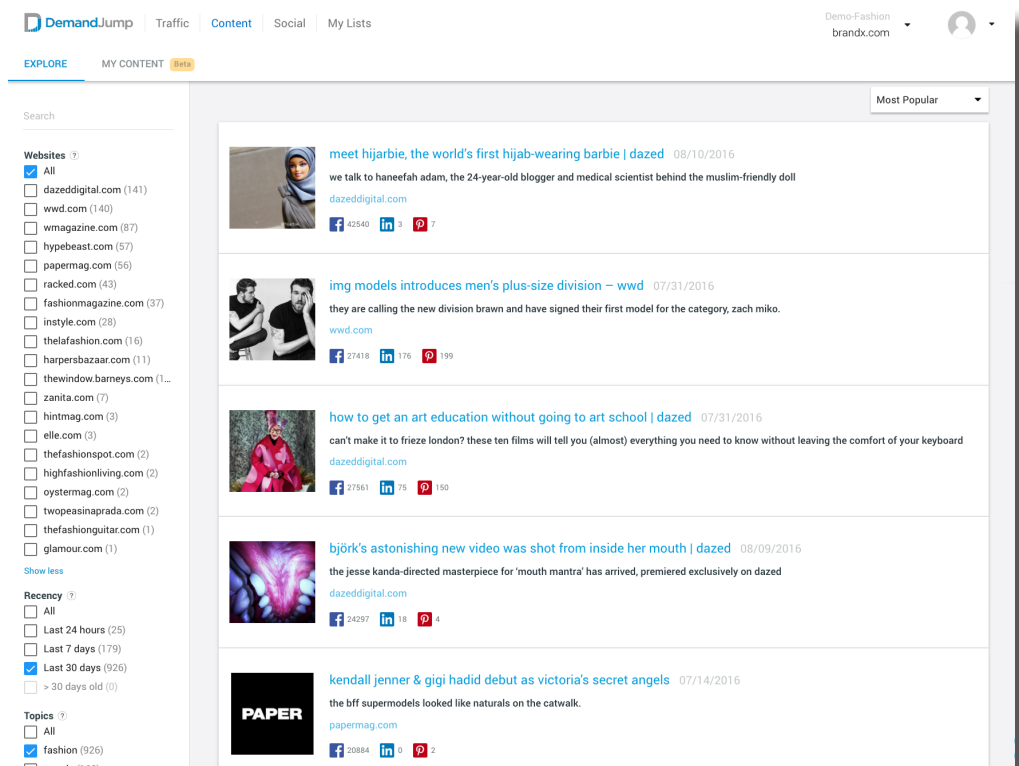 DemandJump Traffic Content Social My Lists Demo-Fashion
brandx.com
EXPLORE MY CONTENT Beta
Most Popular
Search
Websites ?
All
dazeddigital.com (141)
wwd.com (140)
wmagazine.com (87)
hypebeast.com (57)
papermag.com (56)
racked.com (43)
fashionmagazine.com (37)
instyle.com (28)
thelafashion.com (16)
harpersbazaar.com (11)
thewindow.barneys.com (1...
zanita.com (7)
hintmag.com (3)
elle.com (3)
thefashionspot.com (2)
highfashionliving.com (2)
oystermag.com (2)
twopeasinaprada.com (2)
thefashionguitar.com (1)
glamour.com (1)
Show less
Recency ?
All
Last 24 hours (25)
Last 7 days (179)
Last 30 days (926)
> 30 days old (0)
Topics ?
All
fashion (926)
meet hijarbie, the world's first hijab-wearing barbie | dazed 08/10/2016
we talk to haneefah adam, the 24-year-old blogger and medical scientist behind the muslim-friendly doll
dazeddigital.com
f 42540 in 3 7
img models introduces men's plus-size division – wwd 07/31/2016
they are calling the new division brawn and have signed their first model for the category, zach miko.
wwd.com
f 27418 in 176 199
how to get an art education without going to art school | dazed 07/31/2016
can't make it to frieze london? these ten films will tell you (almost) everything you need to know without leaving the comfort of your keyboard
dazeddigital.com
f 27561 in 75 150
björk's astonishing new video was shot from inside her mouth | dazed 08/09/2016
the jesse kanda-directed masterpiece for 'mouth mantra' has arrived, premiered exclusively on dazed
dazeddigital.com
f 24297 in 18 4
PAPER
kendall jenner & gigi hadid debut as victoria's secret angels 07/14/2016
the bff supermodels looked like naturals on the catwalk.
papermag.com
f 20884 in 0 2